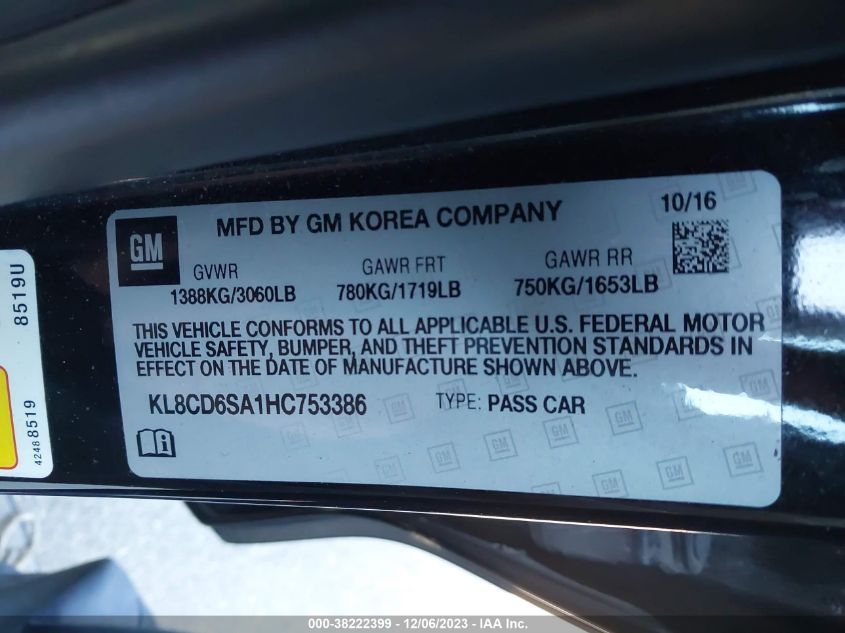 GM
MFD BY GM KOREA COMPANY
10/16
GVWR GAWR FRT GAWR RR
1388KG/3060LB 780KG/1719LB 750KG/1653LB
THIS VEHICLE CONFORMS TO ALL APPLICABLE U.S. FEDERAL MOTOR
VEHICLE SAFETY, BUMPER, AND THEFT PREVENTION STANDARDS IN
EFFECT ON THE DATE OF MANUFACTURE SHOWN ABOVE.
KL8CD6SA1HC753386 TYPE: PASS CAR
8519U
42488519
000-38222399 - 12/06/2023 - IAA Inc.